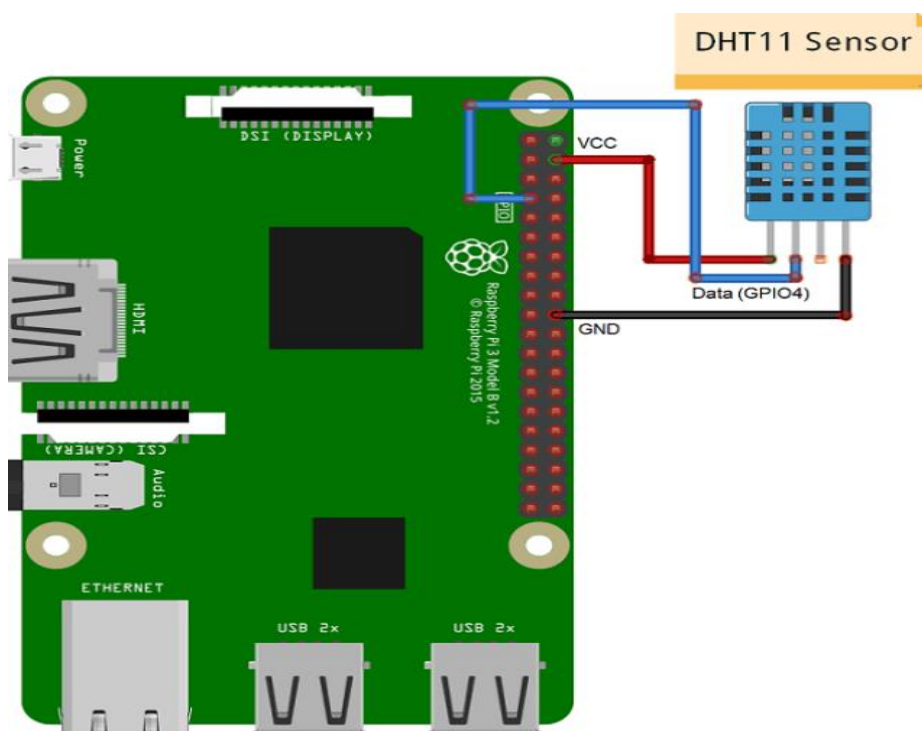 DHT11 Sensor
DSI (DISPLAY)
Power
VCC
GPIO
HDMI
Raspberry Pi 3 Model B v1.2
© Raspberry Pi 2015
Data (GPIO4)
GND
CSI (CAMERA)
Audio
ETHERNET
USB 2x
USB 2x